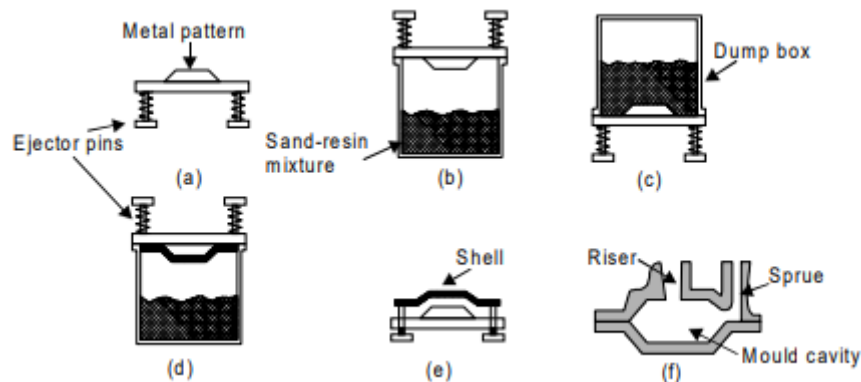 Metal pattern
Ejector pins
(a)
Sand-resin
mixture
(b)
Dump box
(c)
(d)
Shell
(e)
Riser
Sprue
Mould cavity
(f)